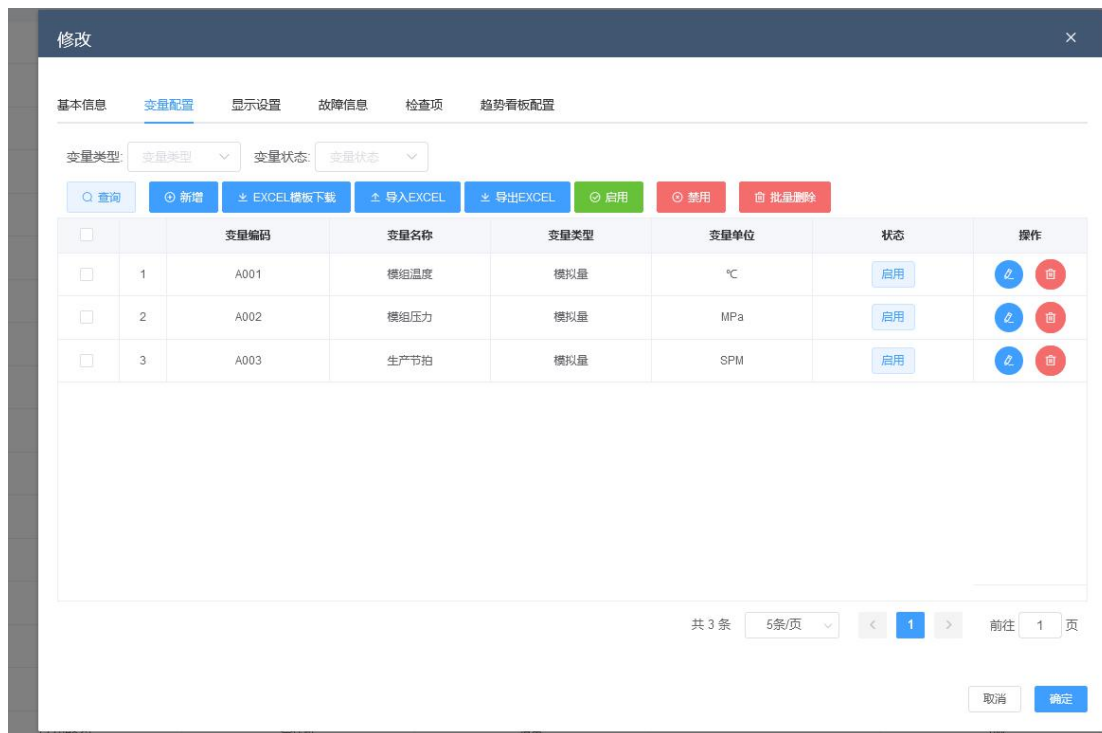 修改
基本信息 变量配置 显示设置 故障信息 检查项 趋势看板配置
变量类型: 变量类型 变量状态: 变量状态
查询 新增 EXCEL模板下载 导入EXCEL 导出EXCEL 启用 禁用 批量删除
变量编码 变量名称 变量类型 变量单位 状态 操作
1 A001 模组温度 模拟量 ℃ 启用
2 A002 模组压力 模拟量 MPa 启用
3 A003 生产节拍 模拟量 SPM 启用
共 3 条 5条/页 < 1 > 前往 1 页
取消 确定